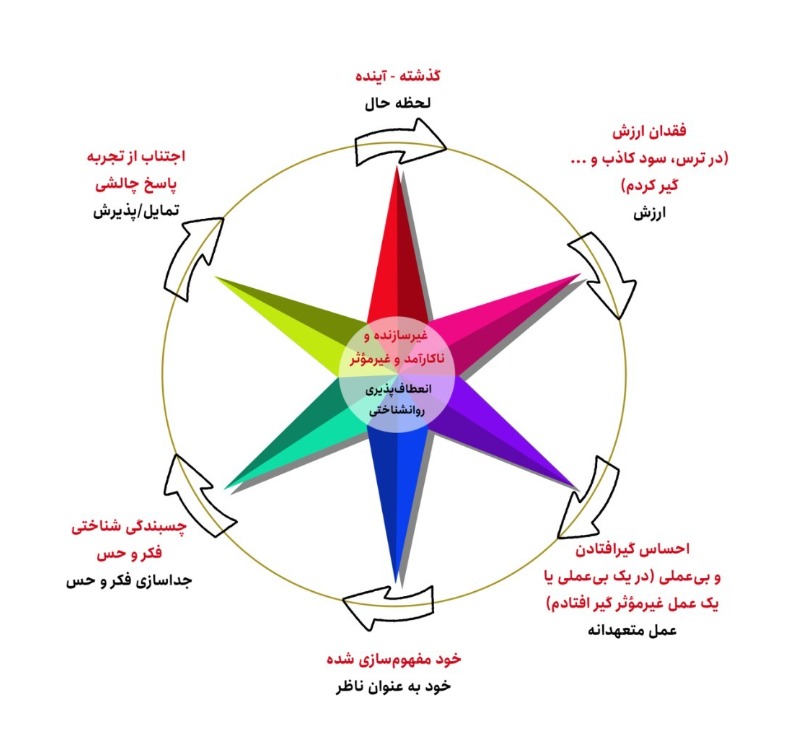 گذشته - آینده
لحظه حال
فقدان ارزش
(در ترس، سود کاذب و ...
گیر کردم)
ارزش
احساس گیرافتادن
و بی‌عملی (در یک بی‌عملی یا
یک عمل غیرمؤثر گیر افتادم)
عمل متعهدانه
خود مفهوم‌سازی شده
خود به عنوان ناظر
چسبندگی شناختی
فکر و حس
جداسازی فکر و حس
اجتناب از تجربه
پاسخ چالشی
تمایل/پذیرش
غیرسازنده و
ناکارآمد و غیرمؤثر
انعطاف‌پذیری
روانشناختی